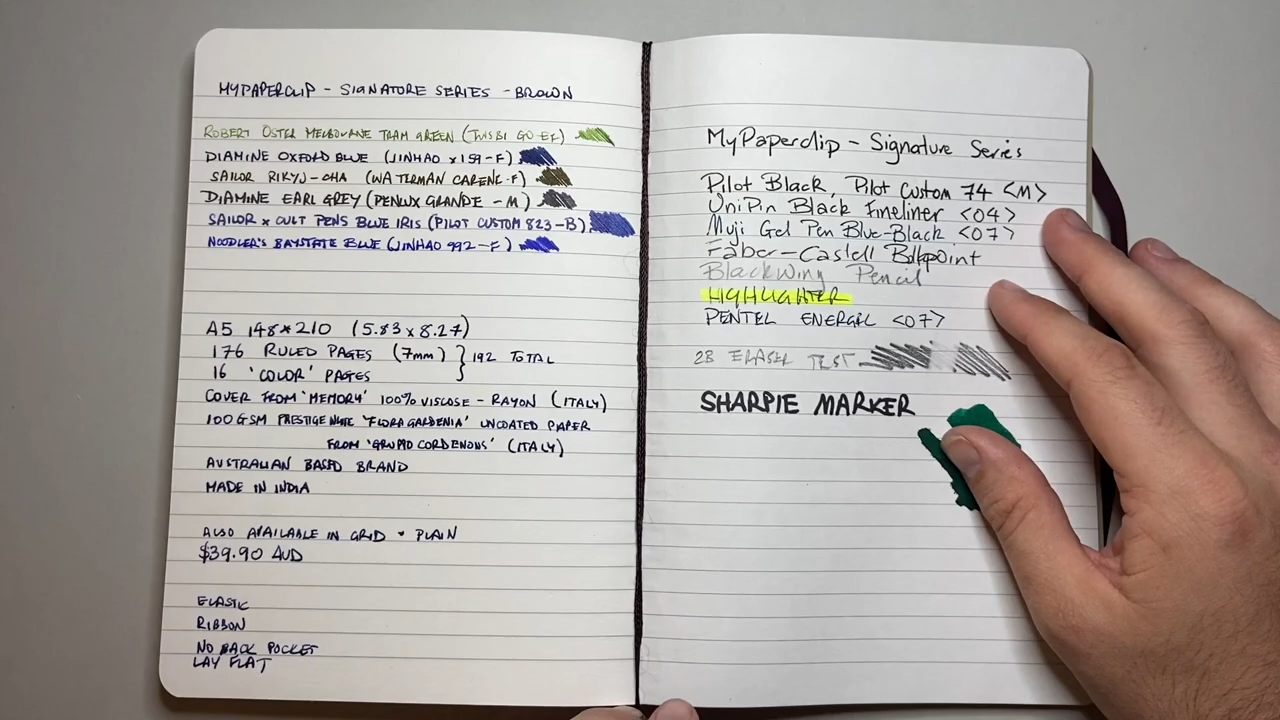 MYPAPERCLIP - SIGNATURE SERIES - BROWN
ROBERT OSTER MELBOURNE TRAM GREEN (TWSBI GO-EF)
DIAMINE OXFORD BLUE (JINHAO x159-F)
SAILOR RIKYU-CHA (WATERMAN CARENE-F)
DIAMINE EARL GREY (PENLUX GRANDE - M)
SAILOR x CULT PENS BLUE IRIS (PILOT CUSTOM 823-B)
NOODLER'S BAYSTATE BLUE (JINHAO 992-F)
A5 148*210 (5.83 x 8.27)
176 RULED PAGES (7mm) } 192 TOTAL
16 'COLOR' PAGES
COVER FROM 'MEMORY' 100% VISCOSE - RAYON (ITALY)
100GSM PRESTIGE WHITE 'FLORA GARDENIA' UNCOATED PAPER
FROM 'GRUPPO CORDENONS' (ITALY)
AUSTRALIAN BASED BRAND
MADE IN INDIA
ALSO AVAILABLE IN GRID + PLAIN
$39.90 AUD
ELASTIC
RIBBON
NO BACK POCKET
LAY FLAT
MyPaperclip - Signature Series
Pilot Black, Pilot Custom 74 <M>
UniPin Black Fineliner <04>
Muji Gel Pen Blue-Black <07>
Faber-Castell Ballpoint
Blackwing Pencil
HIGHLIGHTER
PENTEL ENERGEL <07>
2B ERASER TEST
SHARPIE MARKER